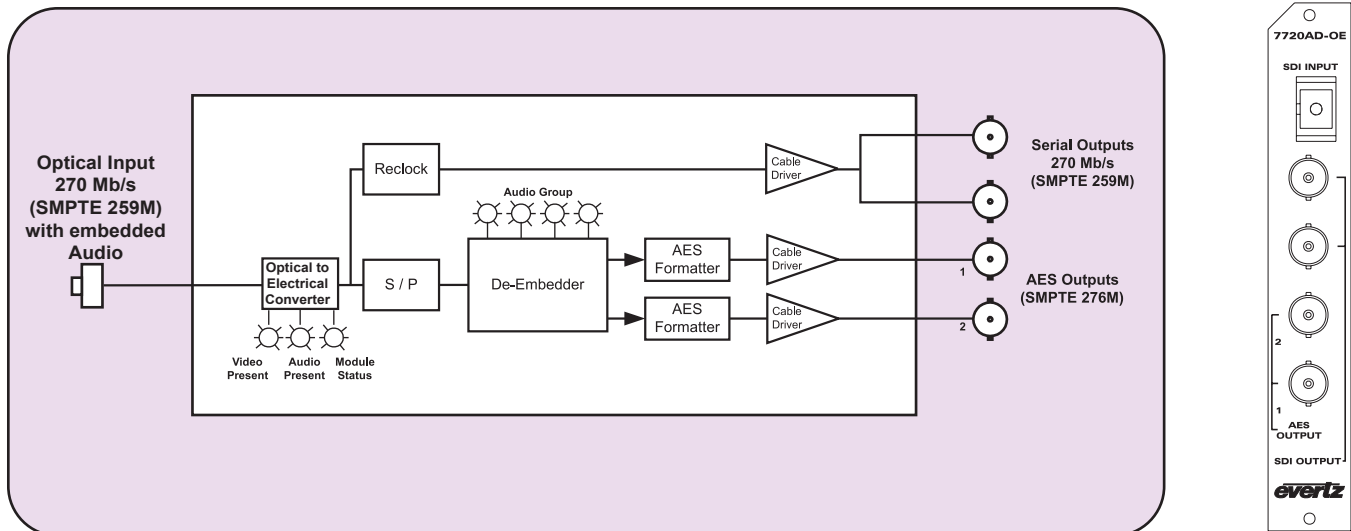 Optical Input
270 Mb/s
(SMPTE 259M)
with embedded
Audio
Reclock
Audio Group
Optical to
Electrical
Converter
S / P
De-Embedder
AES
Formatter
AES
Formatter
Cable
Driver
Cable
Driver
Cable
Driver
Video
Present
Audio
Present
Module
Status
Serial Outputs
270 Mb/s
(SMPTE 259M)
1
AES Outputs
(SMPTE 276M)
2
7720AD-OE
SDI INPUT
2
1
AES
OUTPUT
SDI OUTPUT
evertz